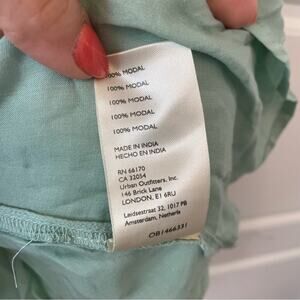 100% MODAL
100% MODAL
100% MODAL
100% MODAL
100% MODAL
MADE IN INDIA
HECHO EN INDIA
RN 66170
CA 32054
Urban Outfitters, Inc.
146 Brick Lane
LONDON, E1 6RU
Leidsestraat 32, 1017 PB
Amsterdam, Netherla
OB1466331